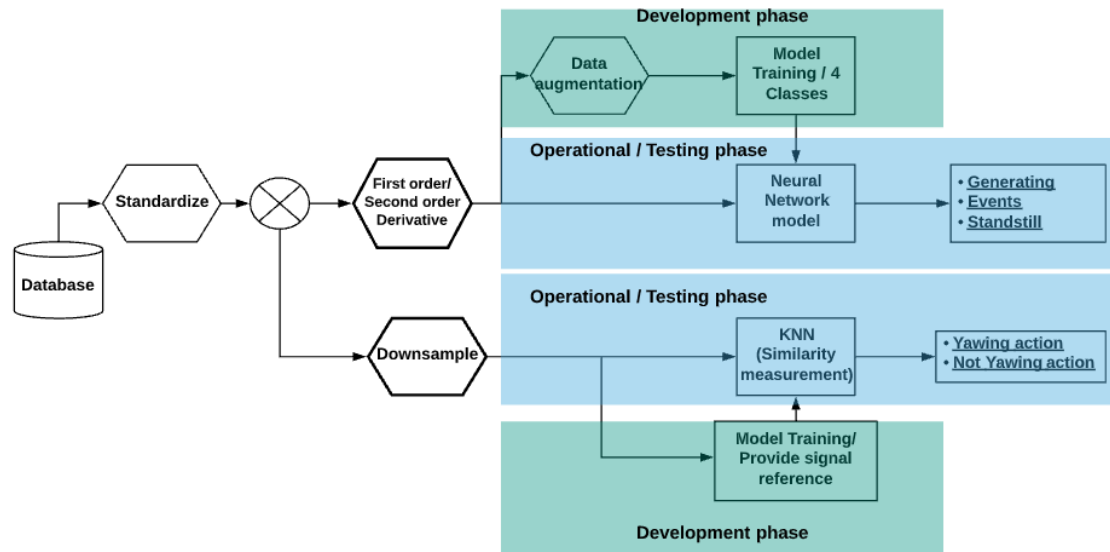 Development phase
Data
augmentation
Model
Training / 4
Classes
Operational / Testing phase
Standardize
First order/
Second order
Derivative
Neural
Network
model
• Generating
• Events
• Standstill
Database
Operational / Testing phase
Downsample
KNN
(Similarity
measurement)
• Yawing action
• Not Yawing action
Model Training/
Provide signal
reference
Development phase